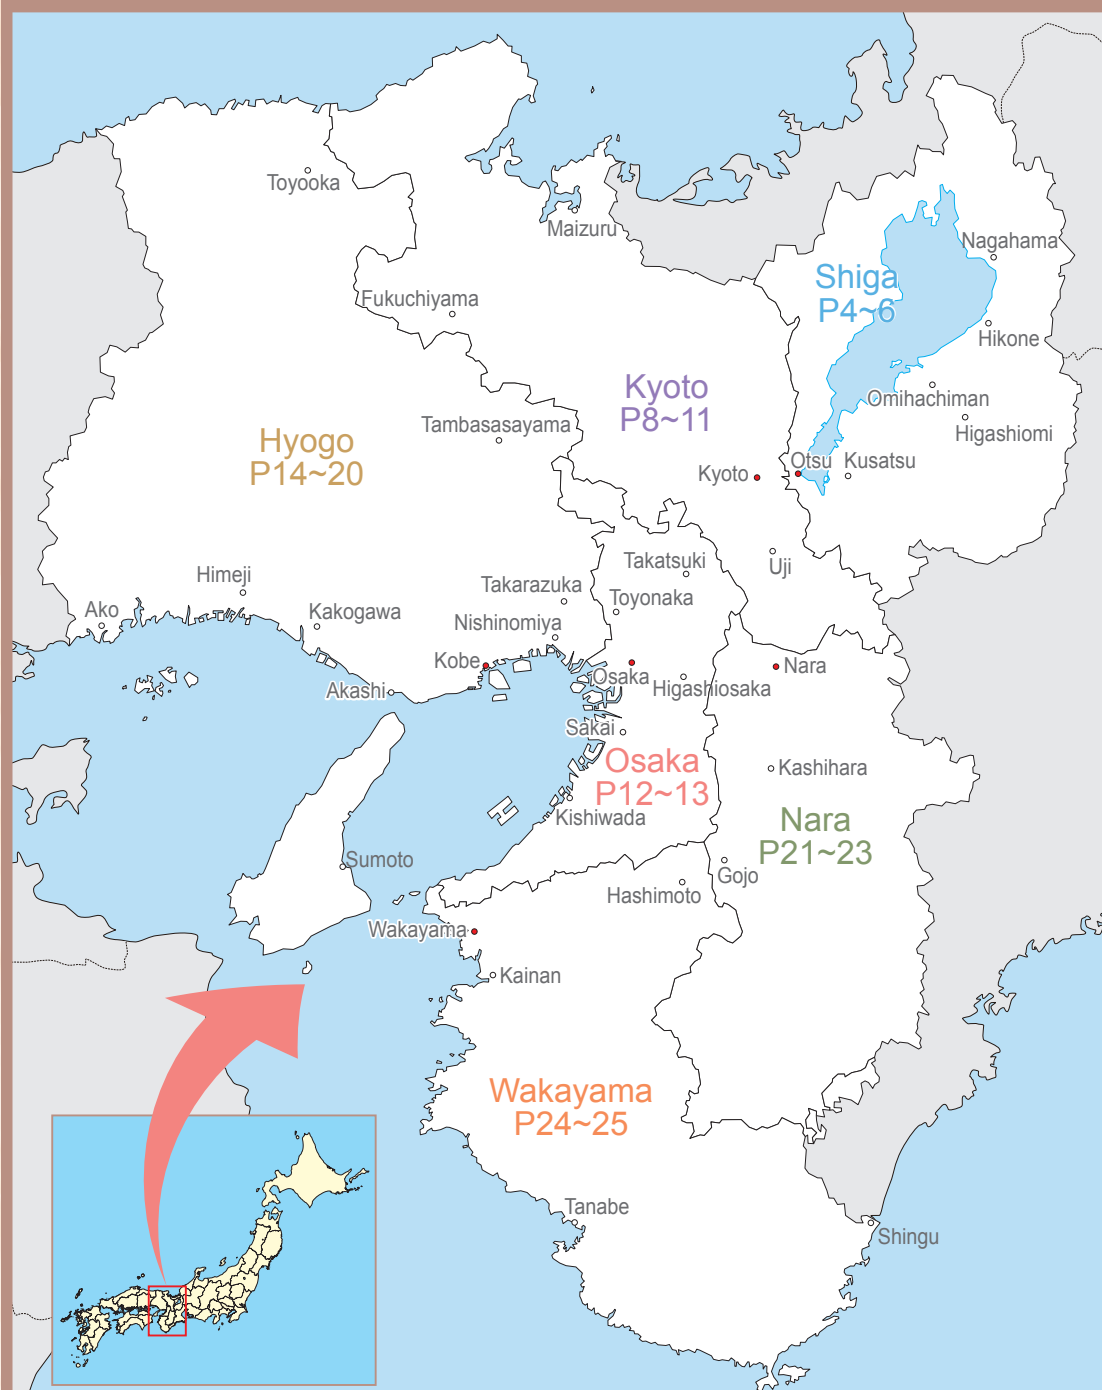 Toyooka
Maizuru
Nagahama
Shiga
P4~6
Fukuchiyama
Hikone
Kyoto
P8~11
Omihachiman
Higashiomi
Tambasasayama
Hyogo
P14~20
Kyoto
Otsu
Kusatsu
Takatsuki
Uji
Himeji
Takarazuka
Toyonaka
Ako
Kakogawa
Nishinomiya
Kobe
Nara
Osaka
Higashiosaka
Akashi
Sakai
Osaka
P12~13
Kashihara
Kishiwada
Nara
P21~23
Sumoto
Gojo
Hashimoto
Wakayama
Kainan
Wakayama
P24~25
Tanabe
Shingu